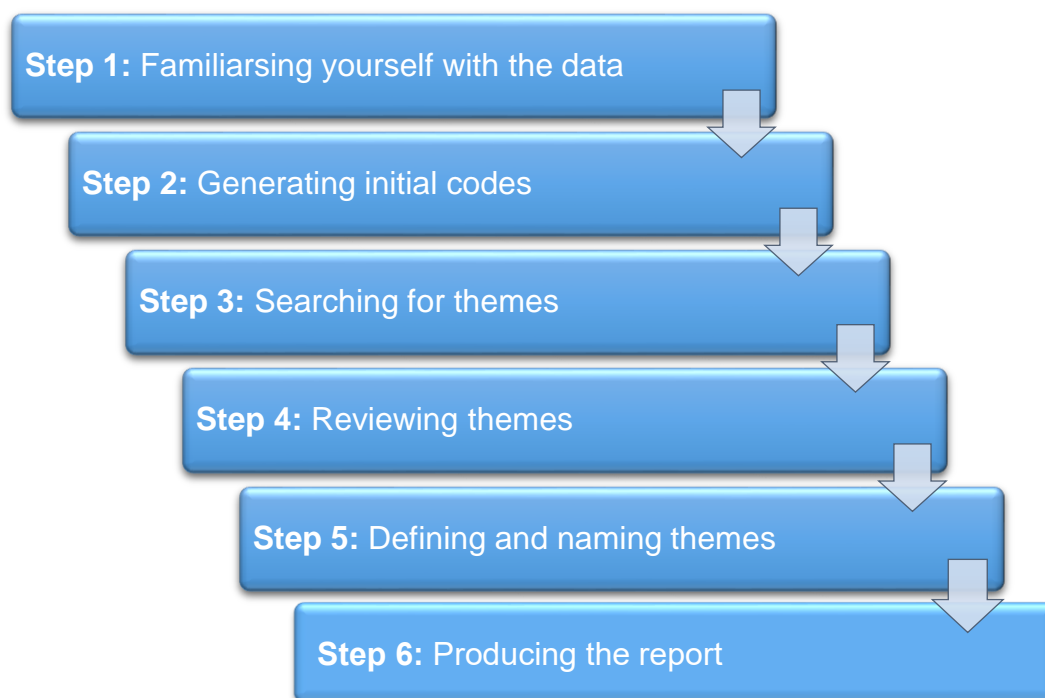 Step 1: Familiarsing yourself with the data
Step 2: Generating initial codes
Step 3: Searching for themes
Step 4: Reviewing themes
Step 5: Defining and naming themes
Step 6: Producing the report